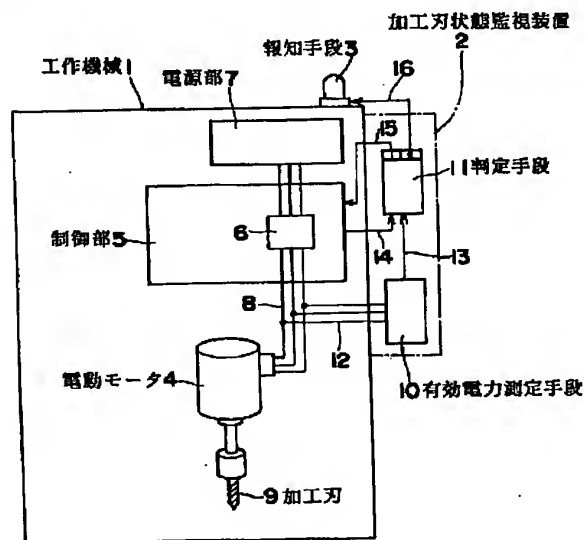 加工刃状態監視装置
2
報知手段3
工作機械1
電源部7
16
15
11判定手段
6
制御部5
14
13
8
12
電動モータ4
10有効電力測定手段
9加工刃